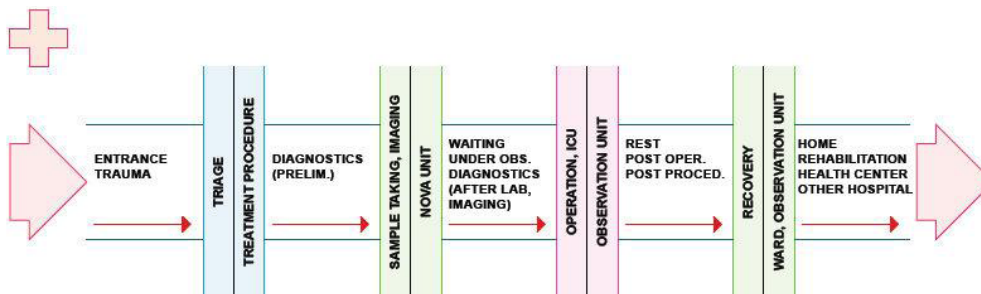 ENTRANCE
TRAUMA
TRIAGE
TREATMENT PROCEDURE
DIAGNOSTICS
(PRELIM.)
SAMPLE TAKING, IMAGING
NOVA UNIT
WAITING
UNDER OBS.
DIAGNOSTICS
(AFTER LAB,
IMAGING)
OPERATION, ICU
OBSERVATION UNIT
REST
POST OPER.
POST PROCED.
RECOVERY
WARD, OBSERVATION UNIT
HOME
REHABILITATION
HEALTH CENTER
OTHER HOSPITAL